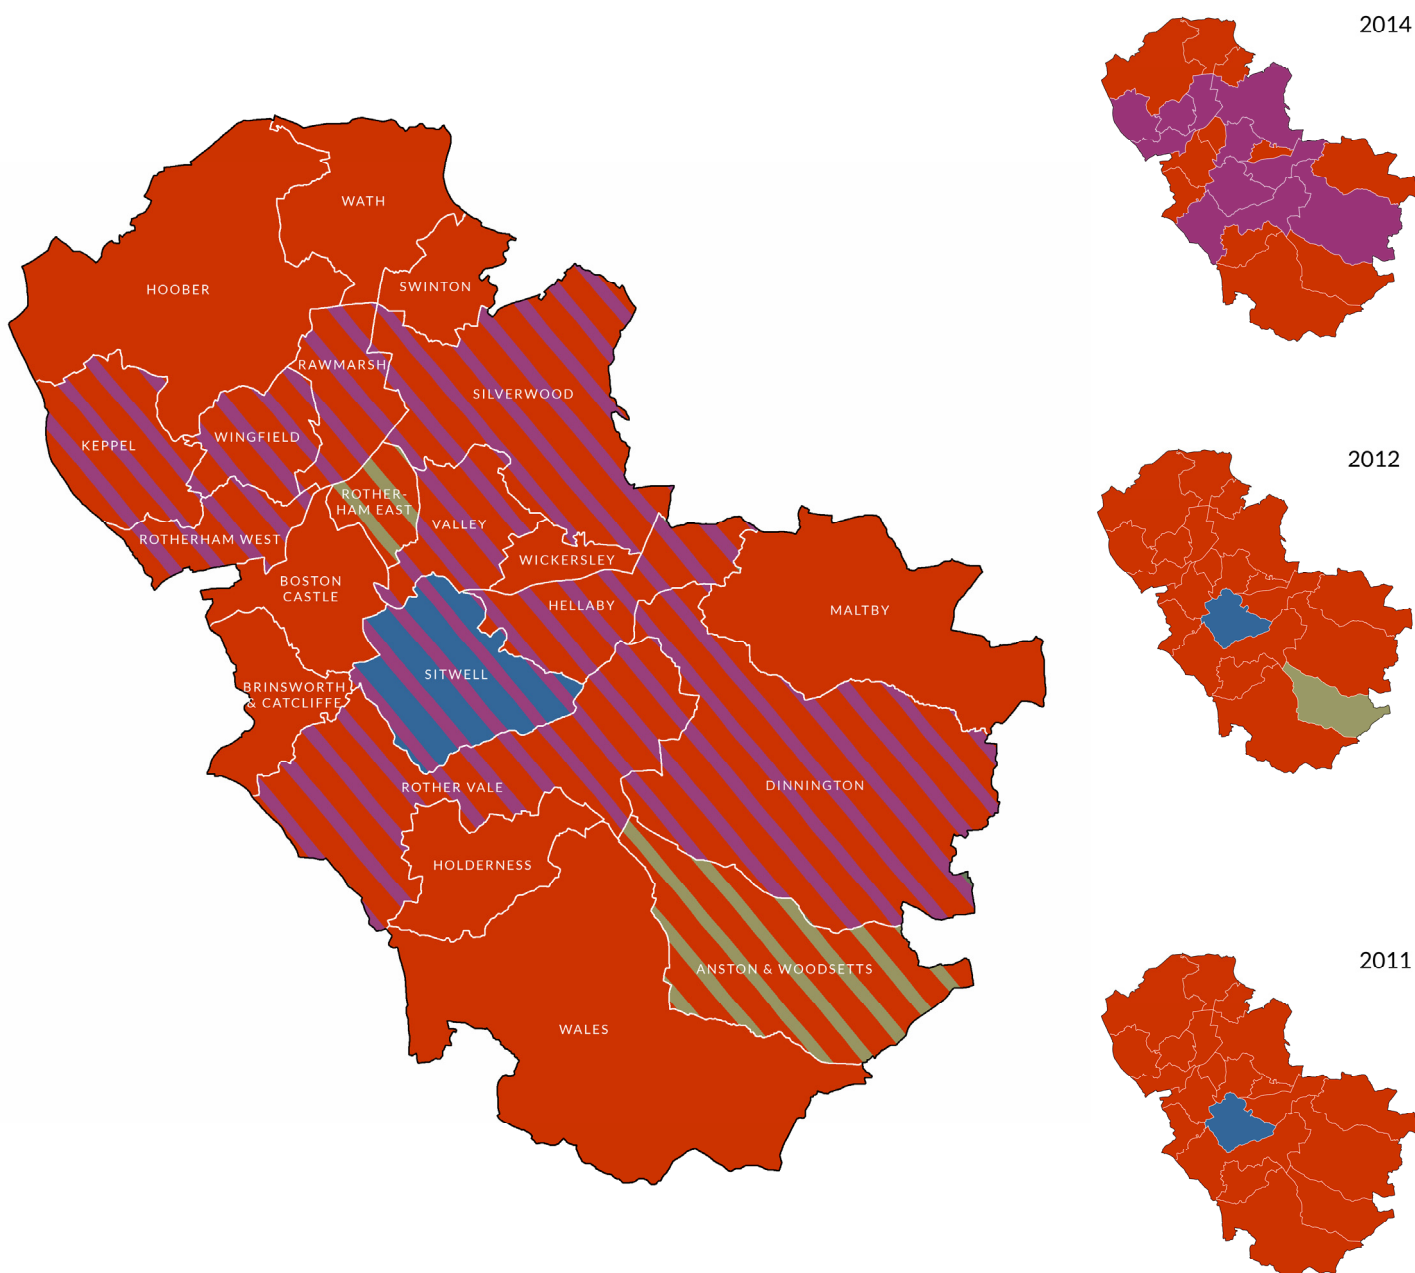 2014
WATH
HOOBER
SWINTON
RAWMARSH
SILVERWOOD
KEPPEL
WINGFIELD
ROTHER-
HAM EAST
VALLEY
ROTHERHAM WEST
WICKERSLEY
BOSTON
CASTLE
HELLABY
MALTBY
SITWELL
BRINSWORTH
& CATCLIFFE
ROTHER VALE
DINNINGTON
HOLDERNESS
ANSTON & WOODSETTS
WALES
2012
2011